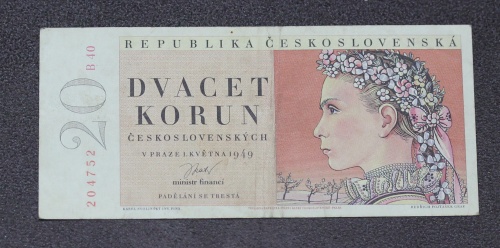 REPUBLIKA ČESKOSLOVENSKÁ
20
B 40
204752
DVACET
KORUN
ČESKOSLOVENSKÝCH
V PRAZE 1. KVĚTNA 1949
ministr financí
PADĚLÁNÍ SE TRESTÁ